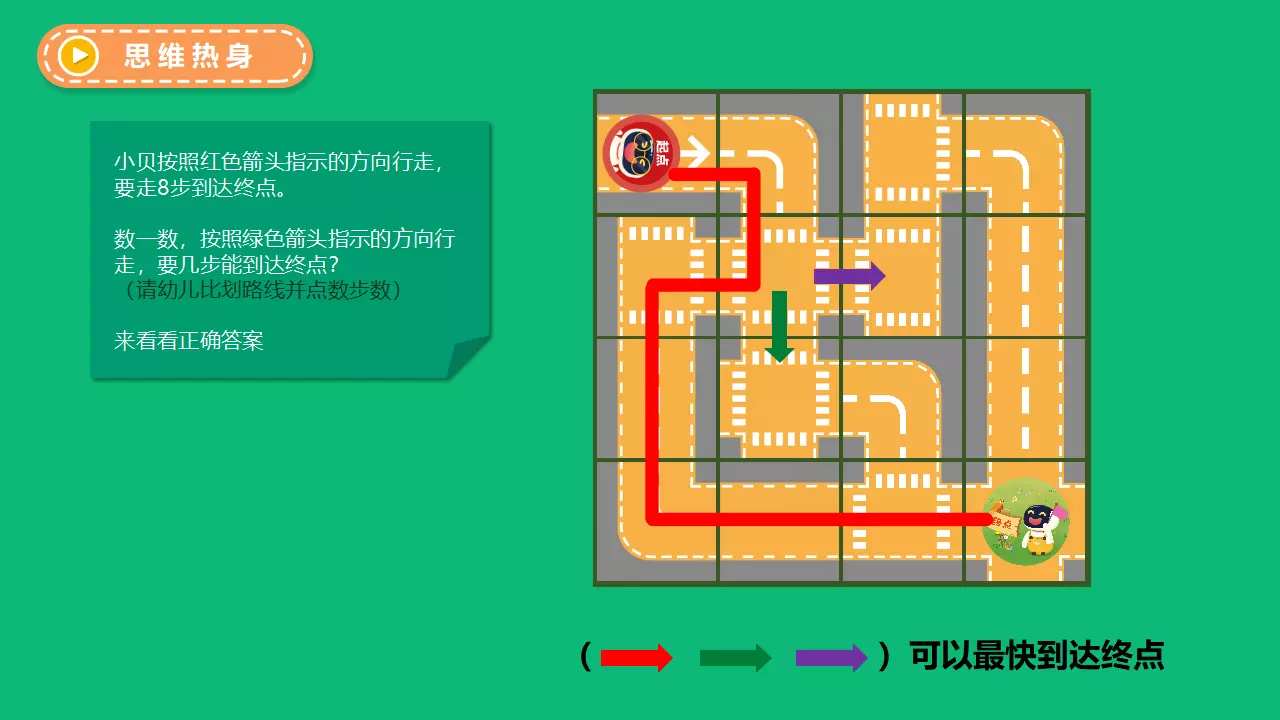 思维热身
小贝按照红色箭头指示的方向行走，
要走8步到达终点。
数一数，按照绿色箭头指示的方向行
走，要几步能到达终点？
（请幼儿比划路线并点数步数）
来看看正确答案
起点
终点
（ ）可以最快到达终点